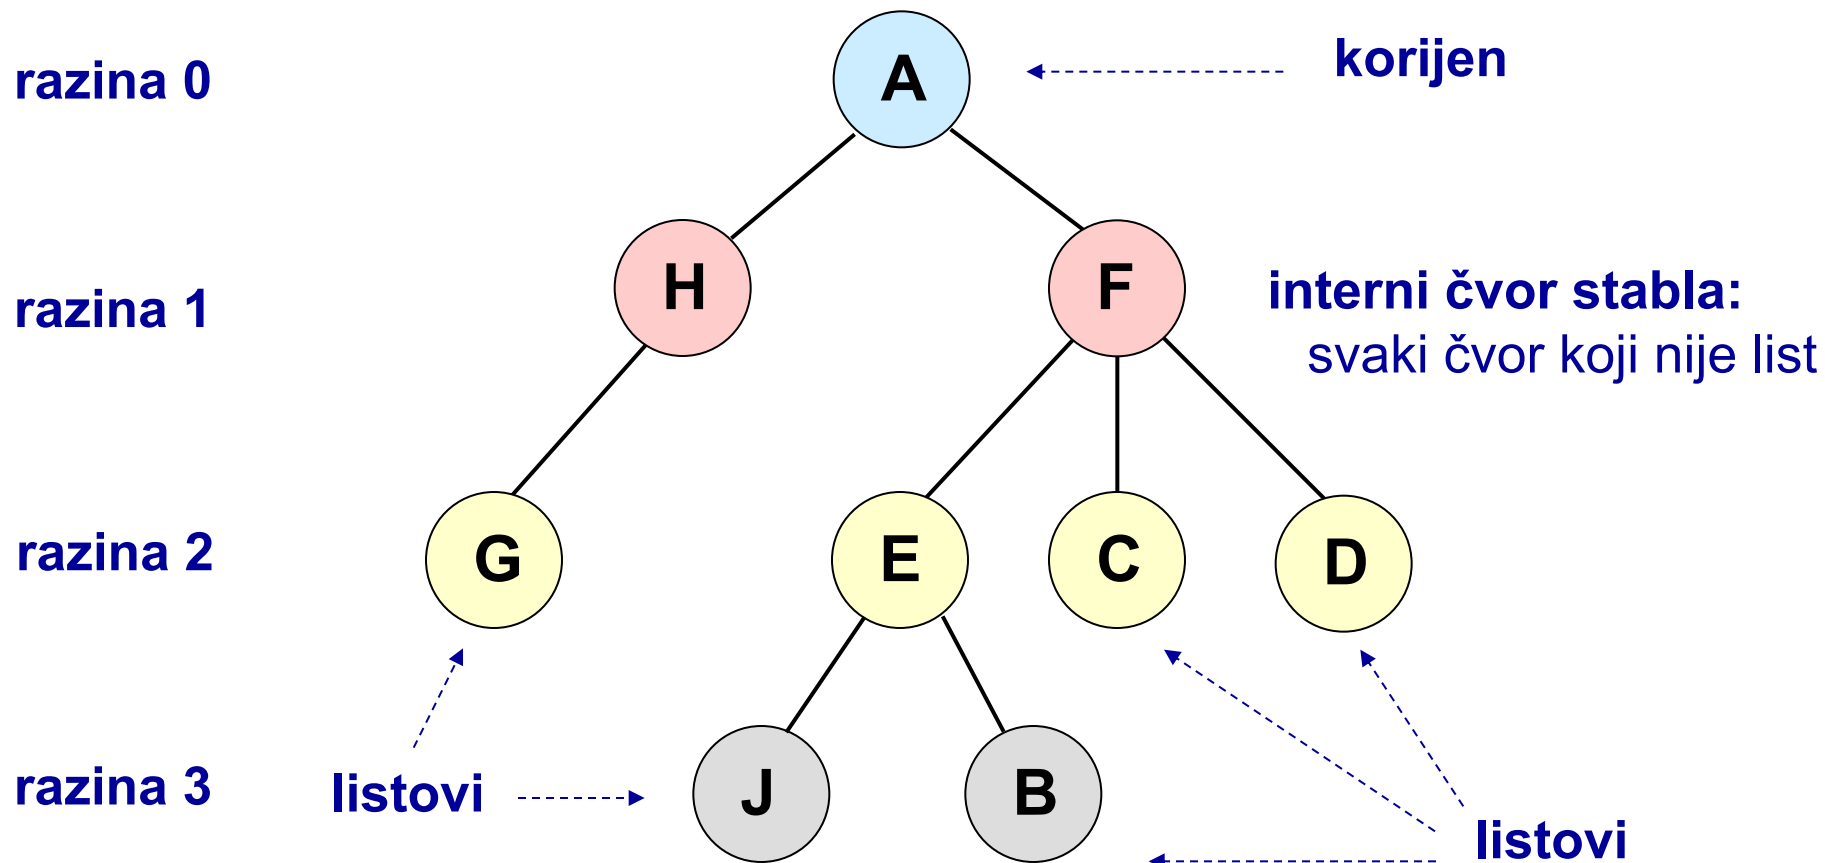 razina 0
A
korijen
razina 1
H
F
interni čvor stabla:
svaki čvor koji nije list
razina 2
G
E
C
D
razina 3
listovi
J
B
listovi